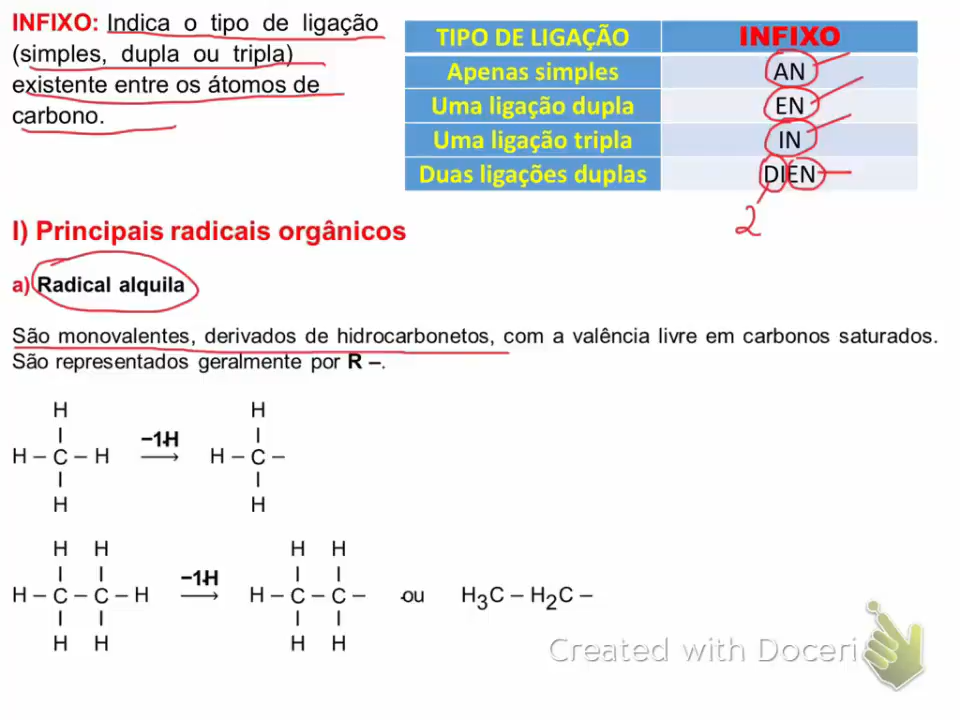 INFIXO: Indica o tipo de ligação
(simples, dupla ou tripla)
existente entre os átomos de
carbono.
TIPO DE LIGAÇÃO INFIXO
Apenas simples AN
Uma ligação dupla EN
Uma ligação tripla IN
Duas ligações duplas DIEN
2
I) Principais radicais orgânicos
a) Radical alquila
São monovalentes, derivados de hidrocarbonetos, com a valência livre em carbonos saturados.
São representados geralmente por R –.
H H
H – C – H –1H ⟶ H – C –
H H
H H H H
H – C – C – H –1H ⟶ H – C – C – ou H3C – H2C –
H H H H
Created with Doceri